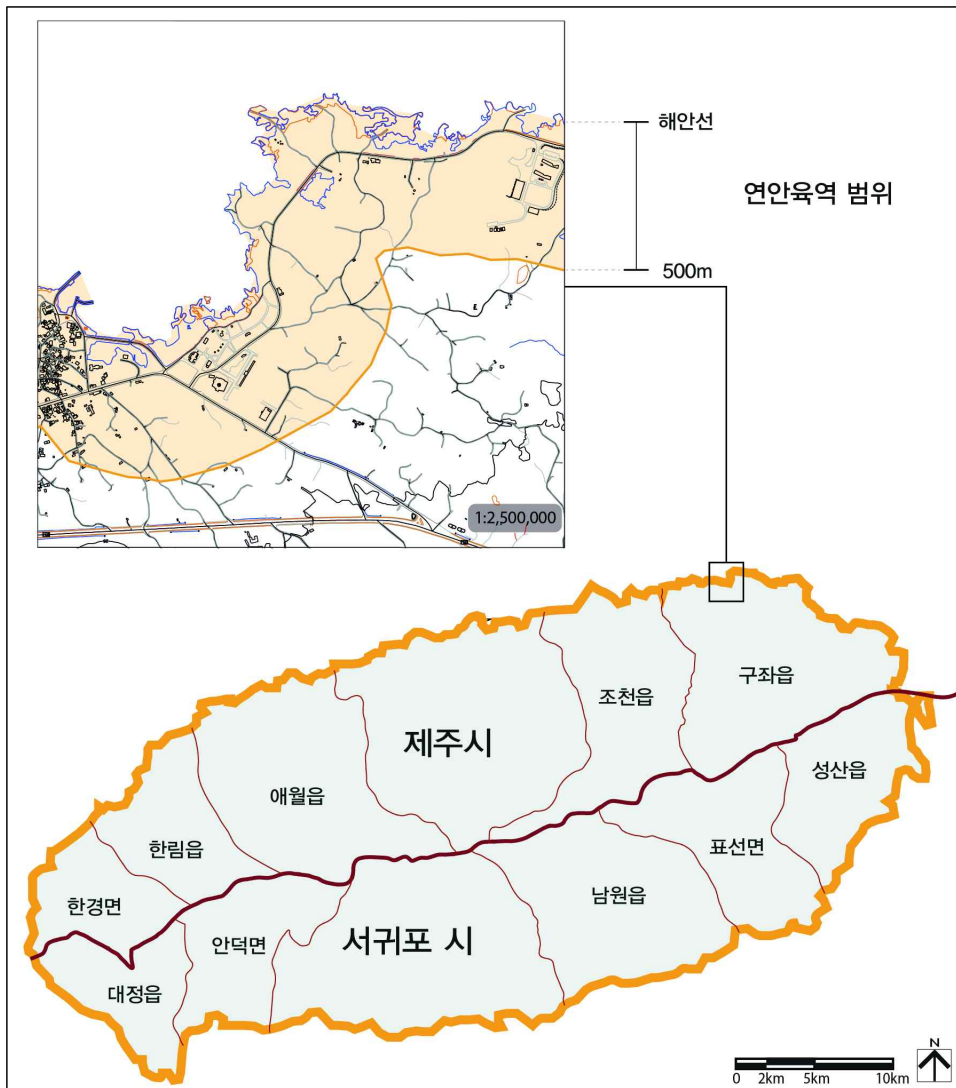 해안선
연안육역 범위
500m
1:2,500,000
구좌읍
조천읍
제주시
성산읍
애월읍
한림읍
표선면
남원읍
한경면
서귀포 시
안덕면
대정읍
N
0 2km 5km 10km